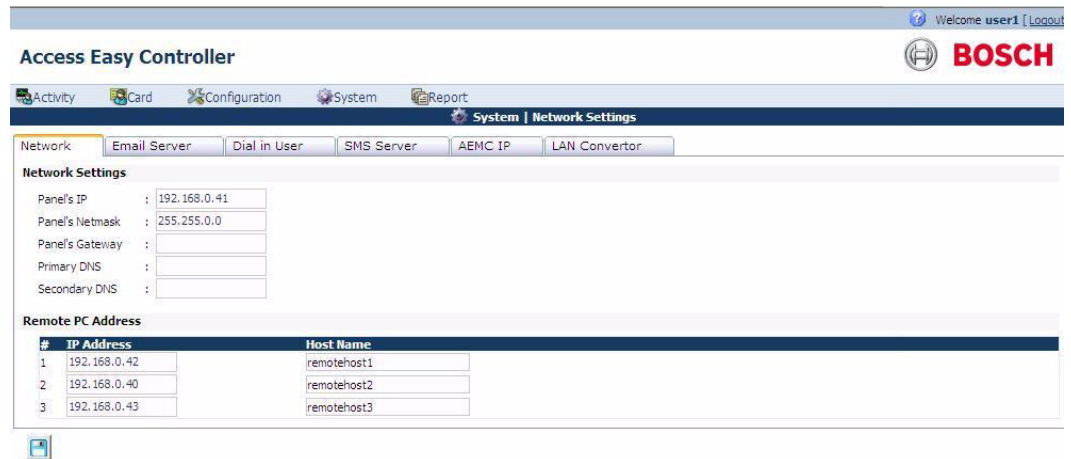 Welcome user1 [ Logout
Access Easy Controller
BOSCH
Activity Card Configuration System Report
System | Network Settings
Network Email Server Dial in User SMS Server AEMC IP LAN Convertor
Network Settings
Panel's IP : 192.168.0.41
Panel's Netmask : 255.255.0.0
Panel's Gateway :
Primary DNS :
Secondary DNS :
Remote PC Address
# IP Address Host Name
1 192.168.0.42 remotehost1
2 192.168.0.40 remotehost2
3 192.168.0.43 remotehost3